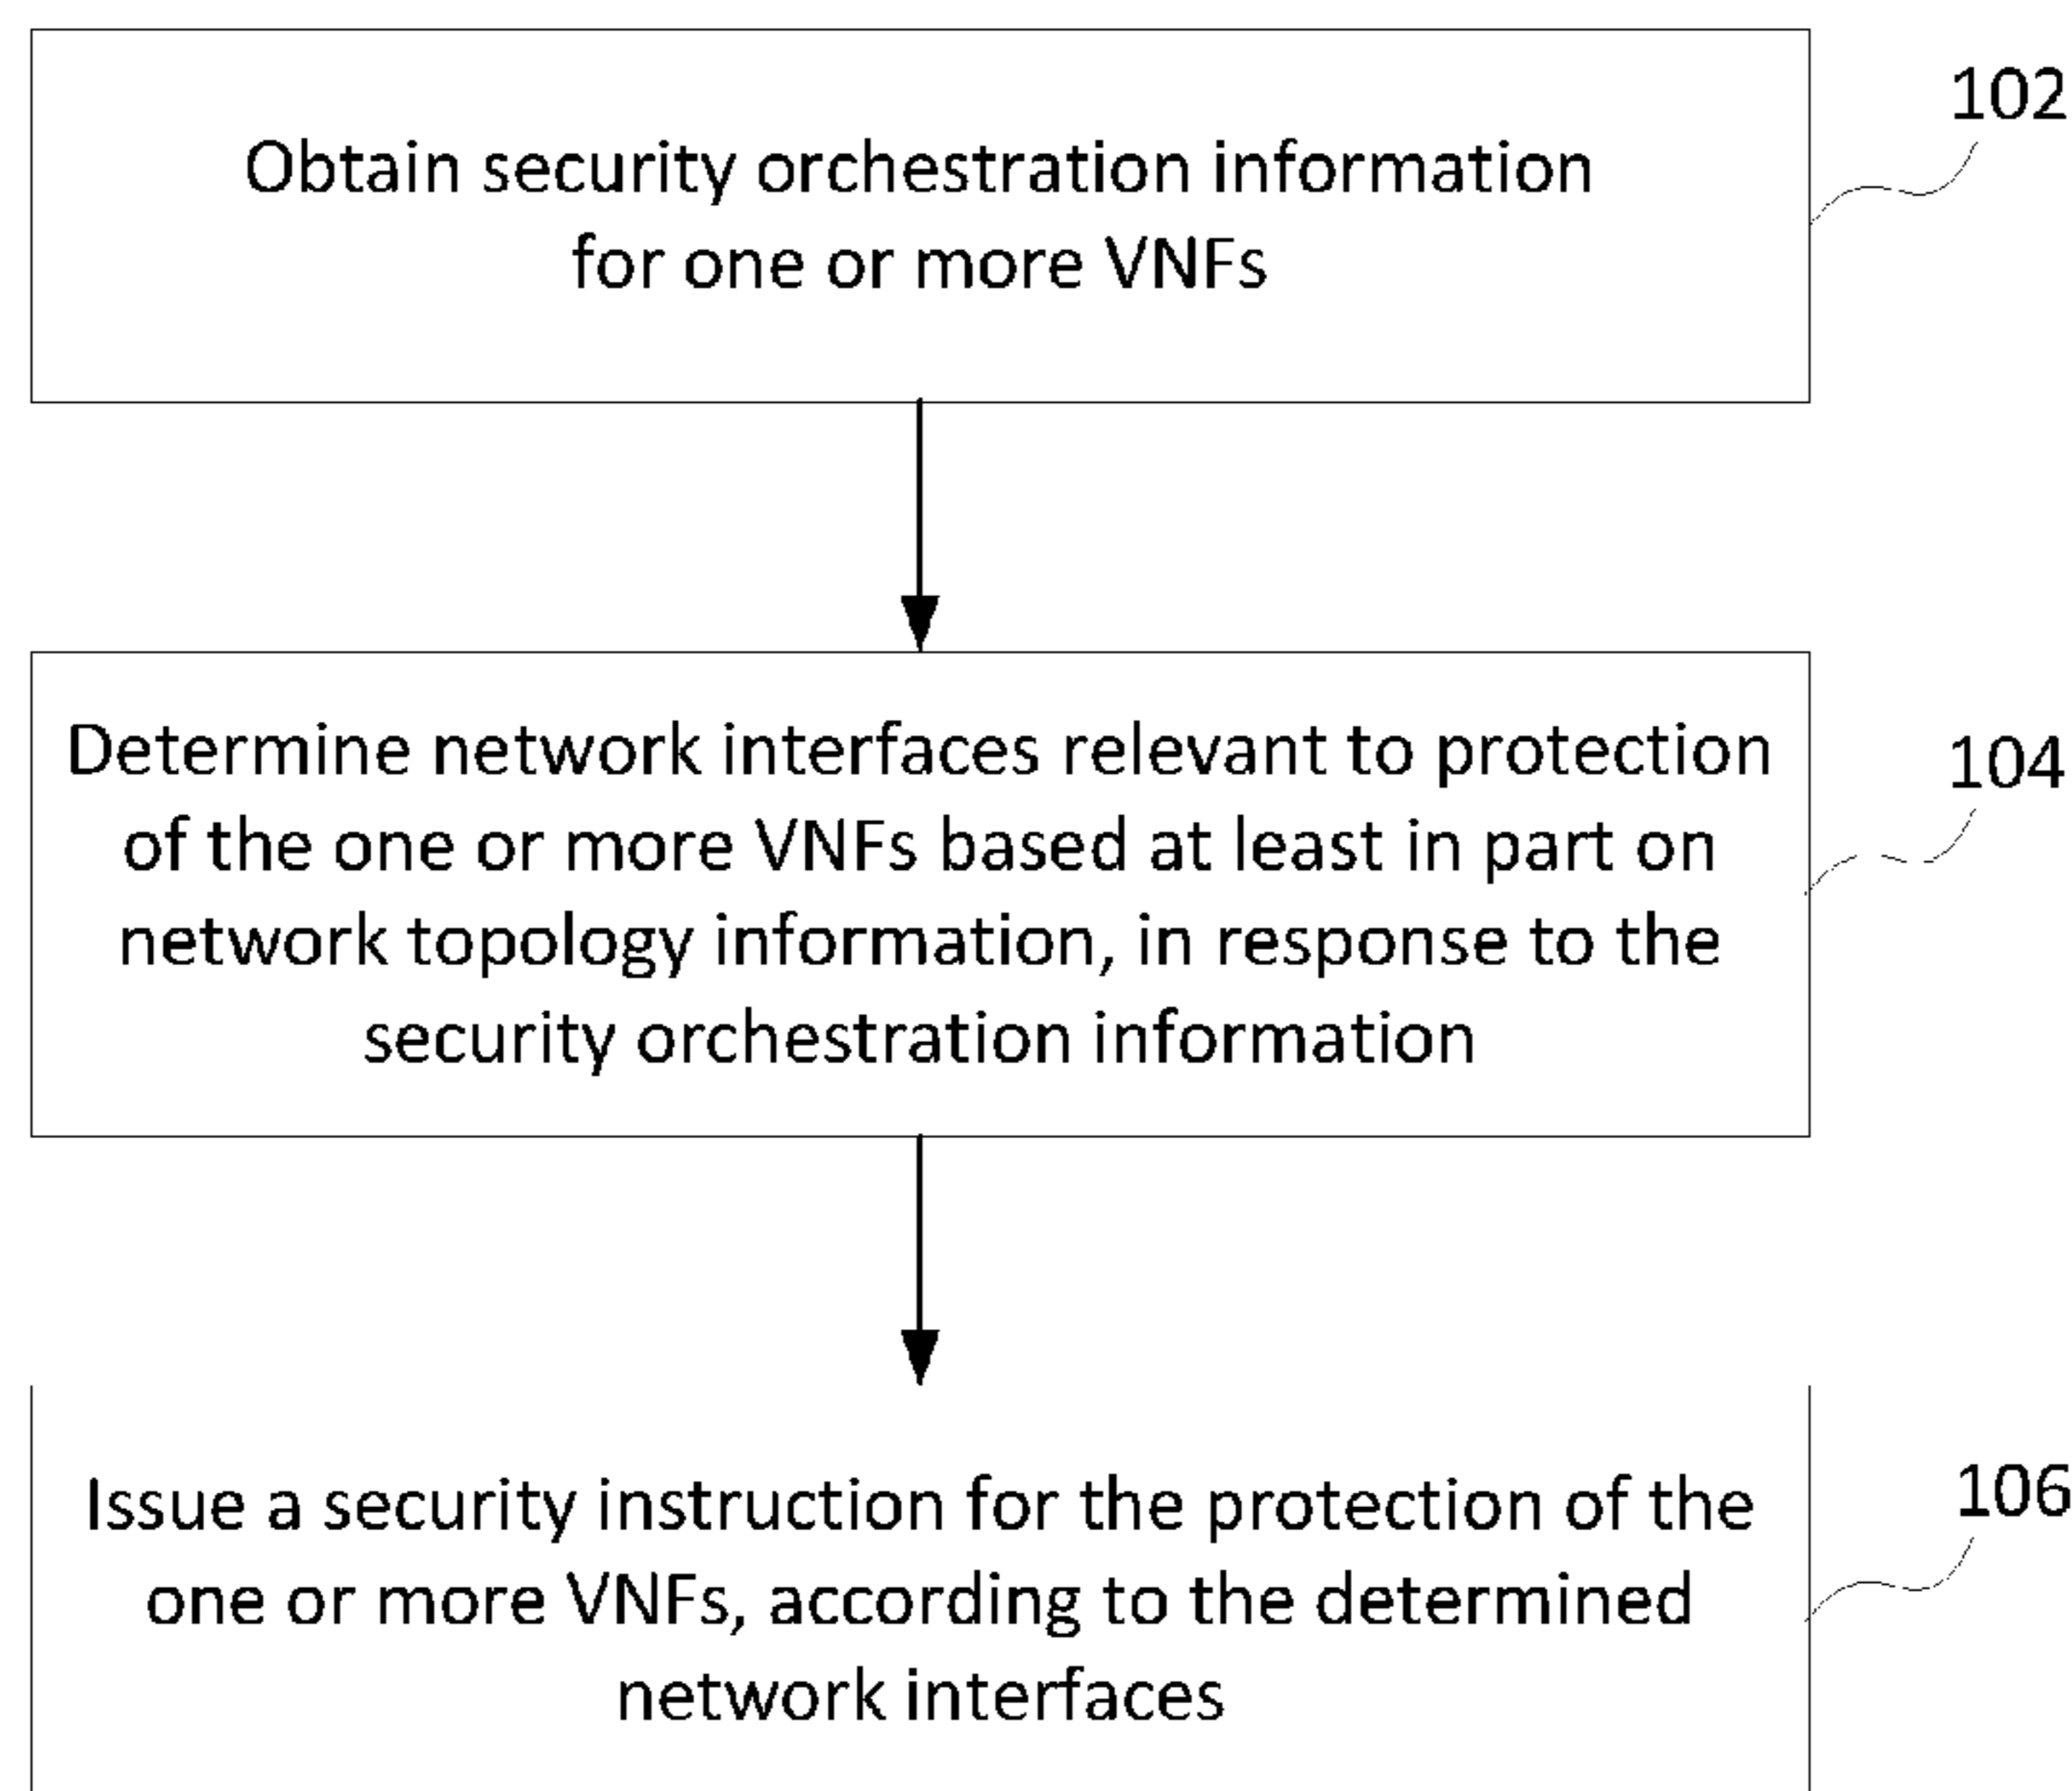 Obtain security orchestration information
for one or more VNFs
102
Determine network interfaces relevant to protection
of the one or more VNFs based at least in part on
network topology information, in response to the
security orchestration information
104
Issue a security instruction for the protection of the
one or more VNFs, according to the determined
network interfaces
106